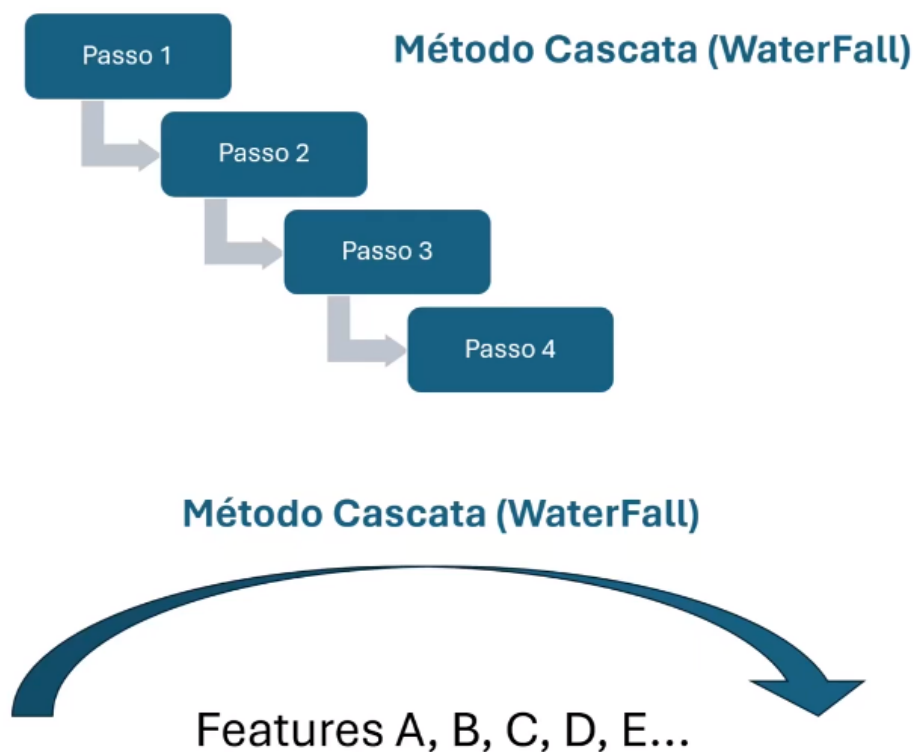 Passo 1
Método Cascata (WaterFall)
Passo 2
Passo 3
Passo 4
Método Cascata (WaterFall)
Features A, B, C, D, E...